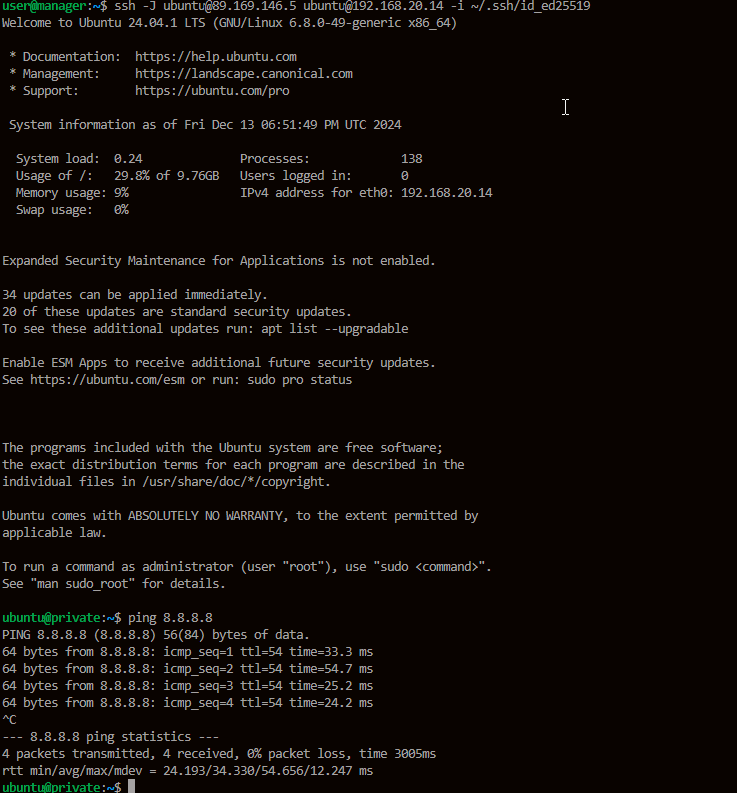 user@manager:~$ ssh -J ubuntu@89.169.146.5 ubuntu@192.168.20.14 -i ~/.ssh/id_ed25519
Welcome to Ubuntu 24.04.1 LTS (GNU/Linux 6.8.0-49-generic x86_64)

 * Documentation:  https://help.ubuntu.com
 * Management:     https://landscape.canonical.com
 * Support:        https://ubuntu.com/pro

 System information as of Fri Dec 13 06:51:49 PM UTC 2024

  System load:  0.24              Processes:             138
  Usage of /:   29.8% of 9.76GB   Users logged in:       0
  Memory usage: 9%                IPv4 address for eth0: 192.168.20.14
  Swap usage:   0%


Expanded Security Maintenance for Applications is not enabled.

34 updates can be applied immediately.
20 of these updates are standard security updates.
To see these additional updates run: apt list --upgradable

Enable ESM Apps to receive additional future security updates.
See https://ubuntu.com/esm or run: sudo pro status



The programs included with the Ubuntu system are free software;
the exact distribution terms for each program are described in the
individual files in /usr/share/doc/*/copyright.

Ubuntu comes with ABSOLUTELY NO WARRANTY, to the extent permitted by
applicable law.

To run a command as administrator (user "root"), use "sudo <command>".
See "man sudo_root" for details.

ubuntu@private:~$ ping 8.8.8.8
PING 8.8.8.8 (8.8.8.8) 56(84) bytes of data.
64 bytes from 8.8.8.8: icmp_seq=1 ttl=54 time=33.3 ms
64 bytes from 8.8.8.8: icmp_seq=2 ttl=54 time=54.7 ms
64 bytes from 8.8.8.8: icmp_seq=3 ttl=54 time=25.2 ms
64 bytes from 8.8.8.8: icmp_seq=4 ttl=54 time=24.2 ms
^C
--- 8.8.8.8 ping statistics ---
4 packets transmitted, 4 received, 0% packet loss, time 3005ms
rtt min/avg/max/mdev = 24.193/34.330/54.656/12.247 ms
ubuntu@private:~$